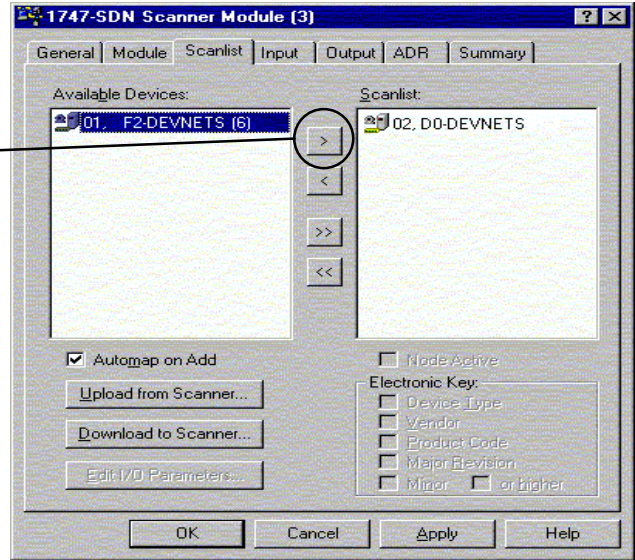 1747-SDN Scanner Module (3)
General Module Scanlist Input Output ADR Summary
Available Devices:
01, F2-DEVNETS (6)
>
<
>>
<<
Scanlist:
02, D0-DEVNETS
Automap on Add
Upload from Scanner...
Download to Scanner...
Edit I/O Parameters...
Node Active
Electronic Key:
Device Type
Vendor
Product Code
Major Revision
Minor or higher
OK Cancel Apply Help